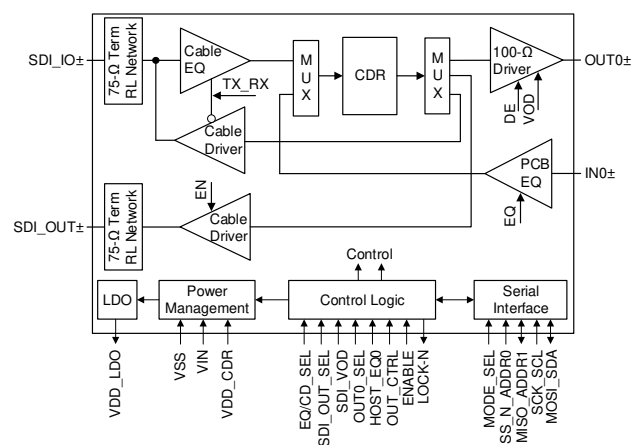 SDI_IO±
75-Ω Term
RL Network
Cable
EQ
TX_RX
Cable
Driver
MUX
CDR
MUX
100-Ω
Driver
OUT0±
DE
VOD
PCB
EQ
IN0±
EQ
SDI_OUT±
75-Ω Term
RL Network
EN
Cable
Driver
Control
LDO
Power
Management
Control Logic
Serial
Interface
VDD_LDO
VSS
VIN
VDD_CDR
EQ/CD_SEL
SDI_OUT_SEL
SDI_VOD
OUT0_SEL
HOST_EQ0
OUT_CTRL
ENABLE
LOCK-N
MODE_SEL
SS_N_ADDR0
MISO_ADDR1
SCK_SCL
MOSI_SDA